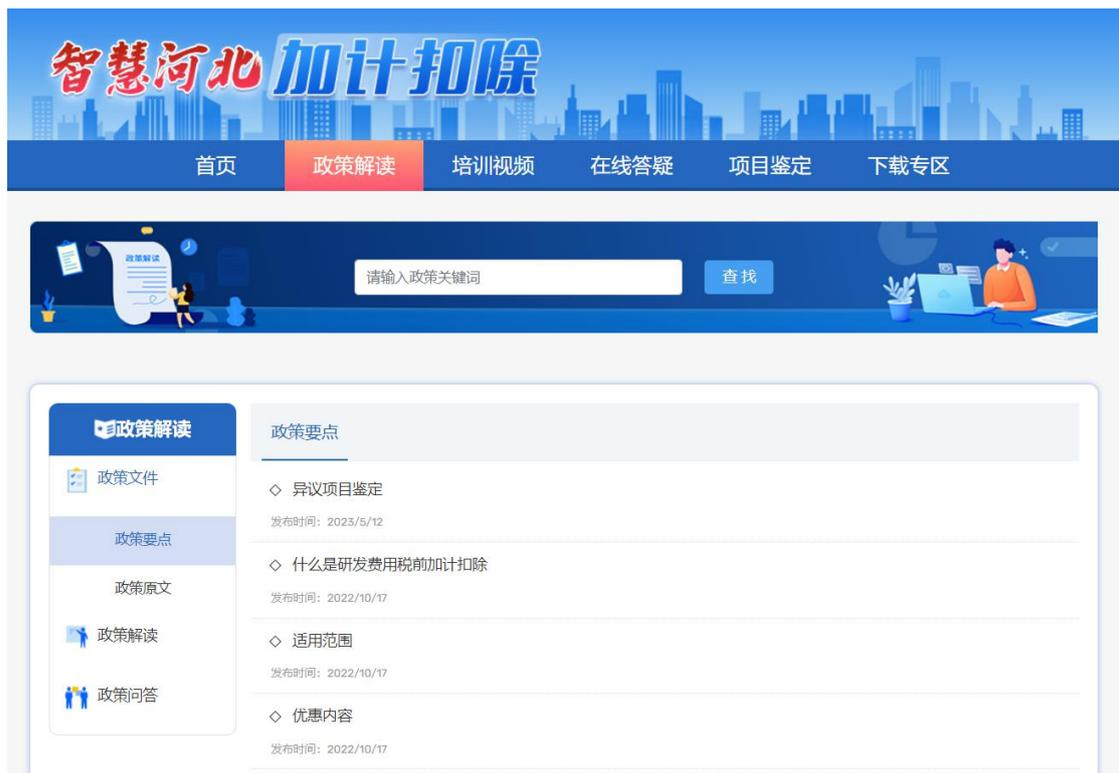 智慧河北 加计扣除
首页 政策解读 培训视频 在线答疑 项目鉴定 下载专区
政策解读
请输入政策关键词 查找
政策解读
政策文件
政策要点
政策原文
政策解读
政策问答
政策要点
◇ 异议项目鉴定
发布时间：2023/5/12
◇ 什么是研发费用税前加计扣除
发布时间：2022/10/17
◇ 适用范围
发布时间：2022/10/17
◇ 优惠内容
发布时间：2022/10/17